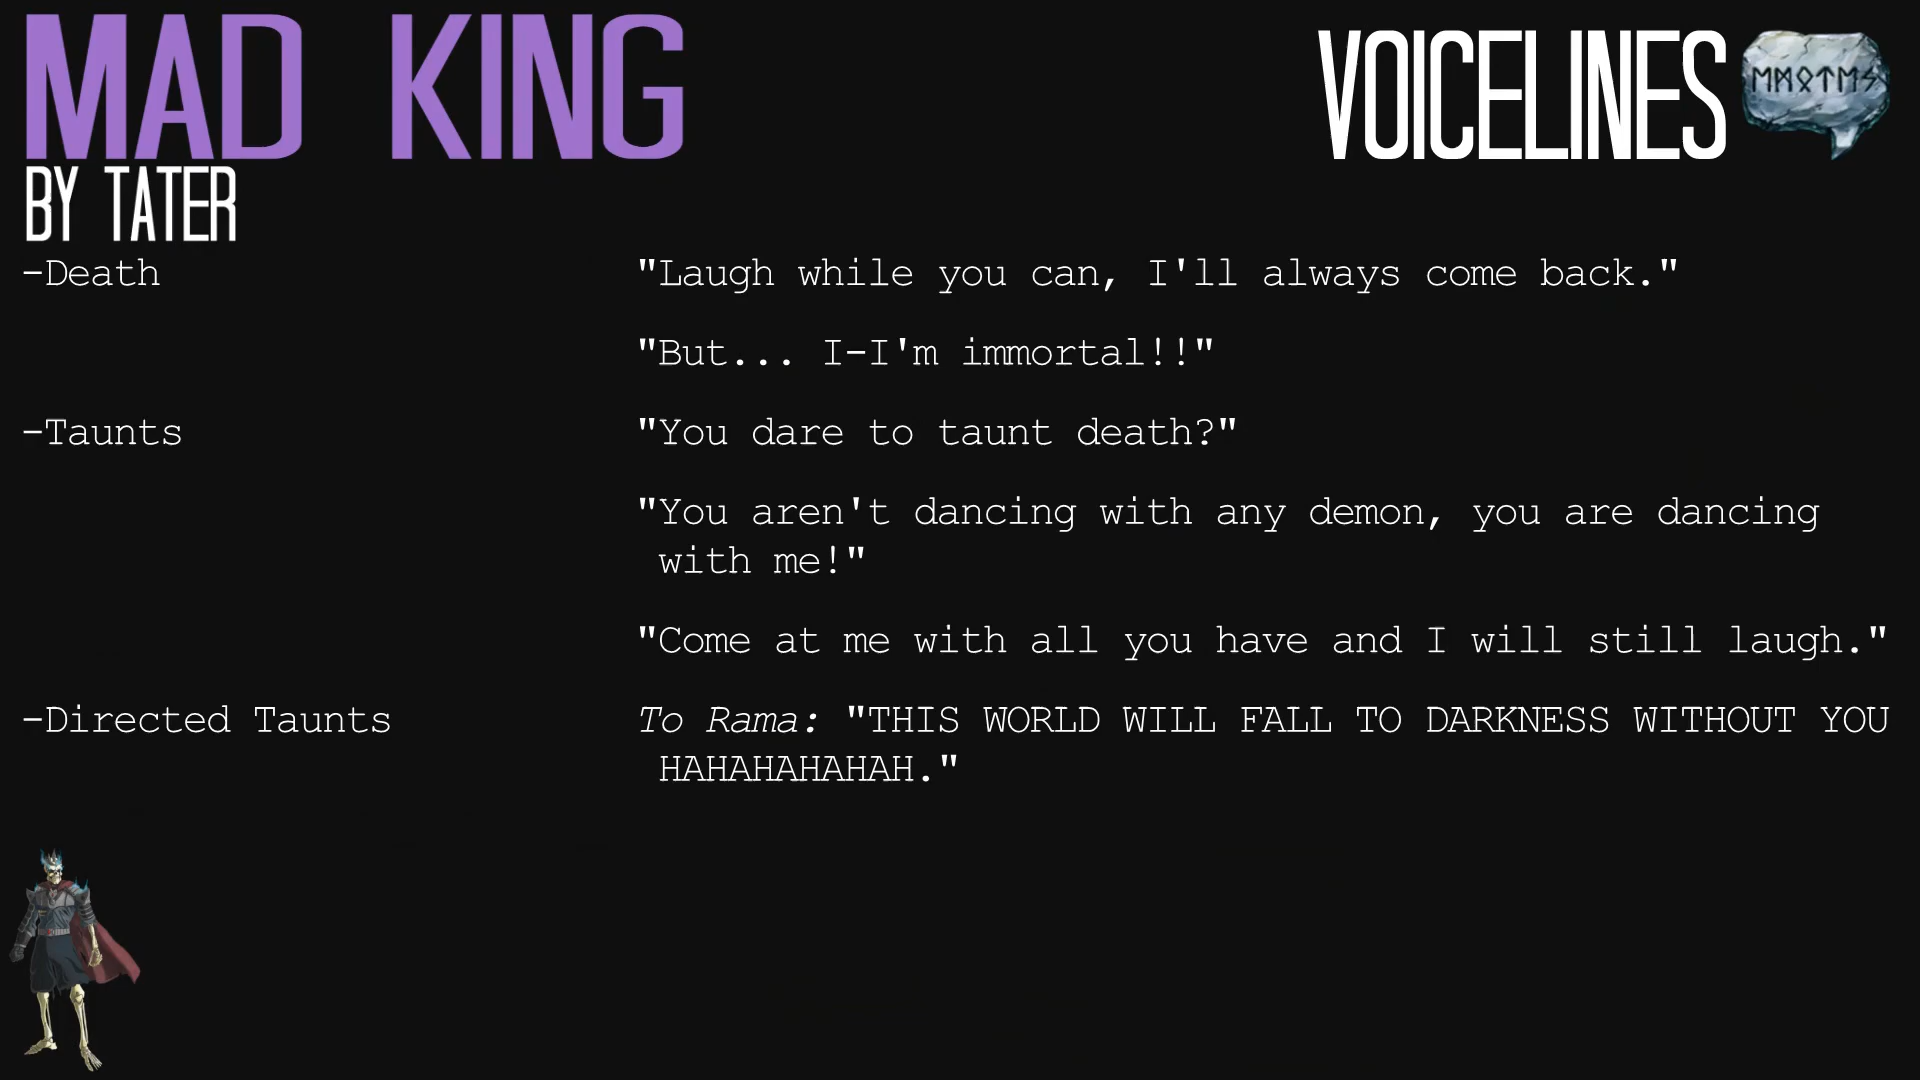 MAD KING
VOICELINES
ᛖᛗᛟᛏᛖᛊ
BY TATER
-Death
"Laugh while you can, I'll always come back."
"But... I-I'm immortal!!"
-Taunts
"You dare to taunt death?"
"You aren't dancing with any demon, you are dancing
with me!"
"Come at me with all you have and I will still laugh."
-Directed Taunts
To Rama: "THIS WORLD WILL FALL TO DARKNESS WITHOUT YOU
HAHAHAHAHAH."